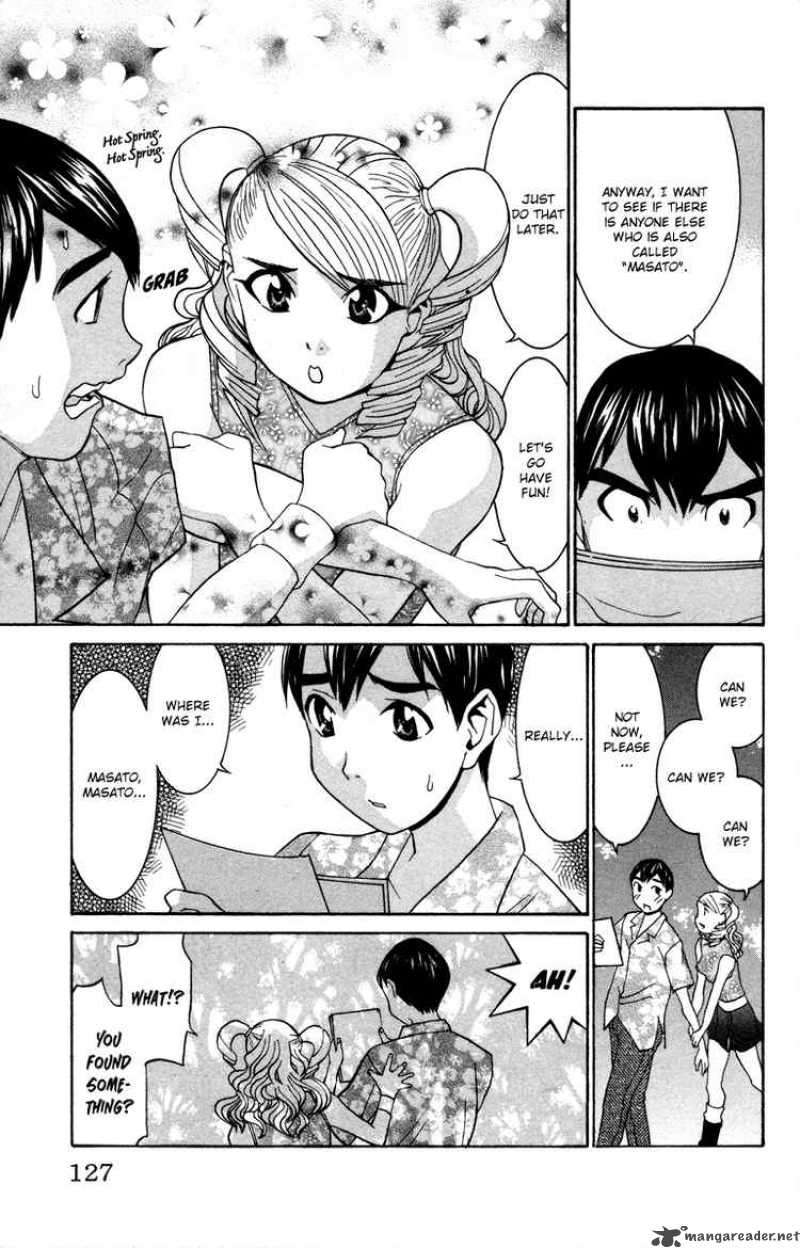 ANYWAY, I WANT
TO SEE IF THERE
IS ANYONE ELSE
WHO IS ALSO
CALLED
"MASATO".
JUST
DO THAT
LATER.
LET'S
GO
HAVE
FUN!
Hot Spring,
Hot Spring.
GRAB
CAN
WE?
CAN WE?
CAN
WE?
NOT
NOW,
PLEASE
...
REALLY...
WHERE
WAS I...
MASATO,
MASATO...
AH!
WHAT!?
YOU
FOUND
SOME-
THING?
127
mangareader.net